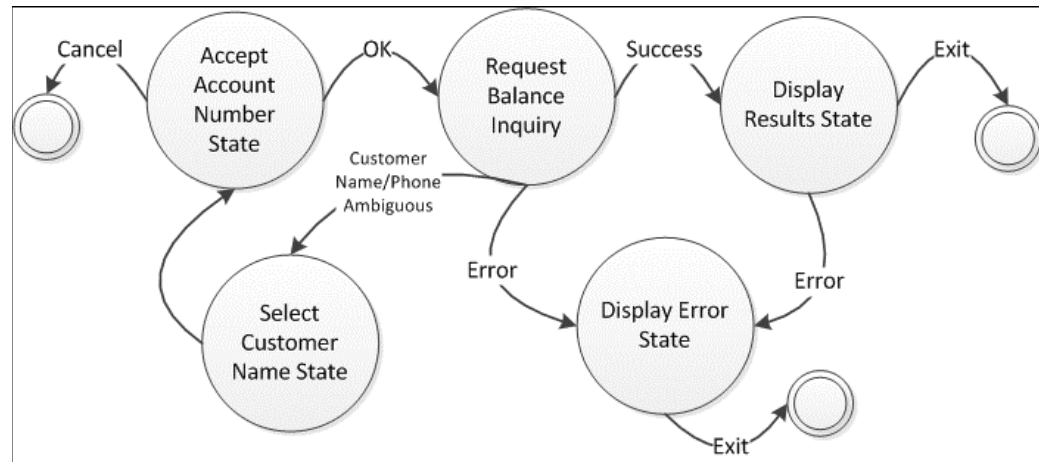 Cancel
Accept
Account
Number
State
OK
Request
Balance
Inquiry
Success
Display
Results State
Exit
Customer
Name/Phone
Ambiguous
Select
Customer
Name State
Error
Display Error
State
Error
Exit